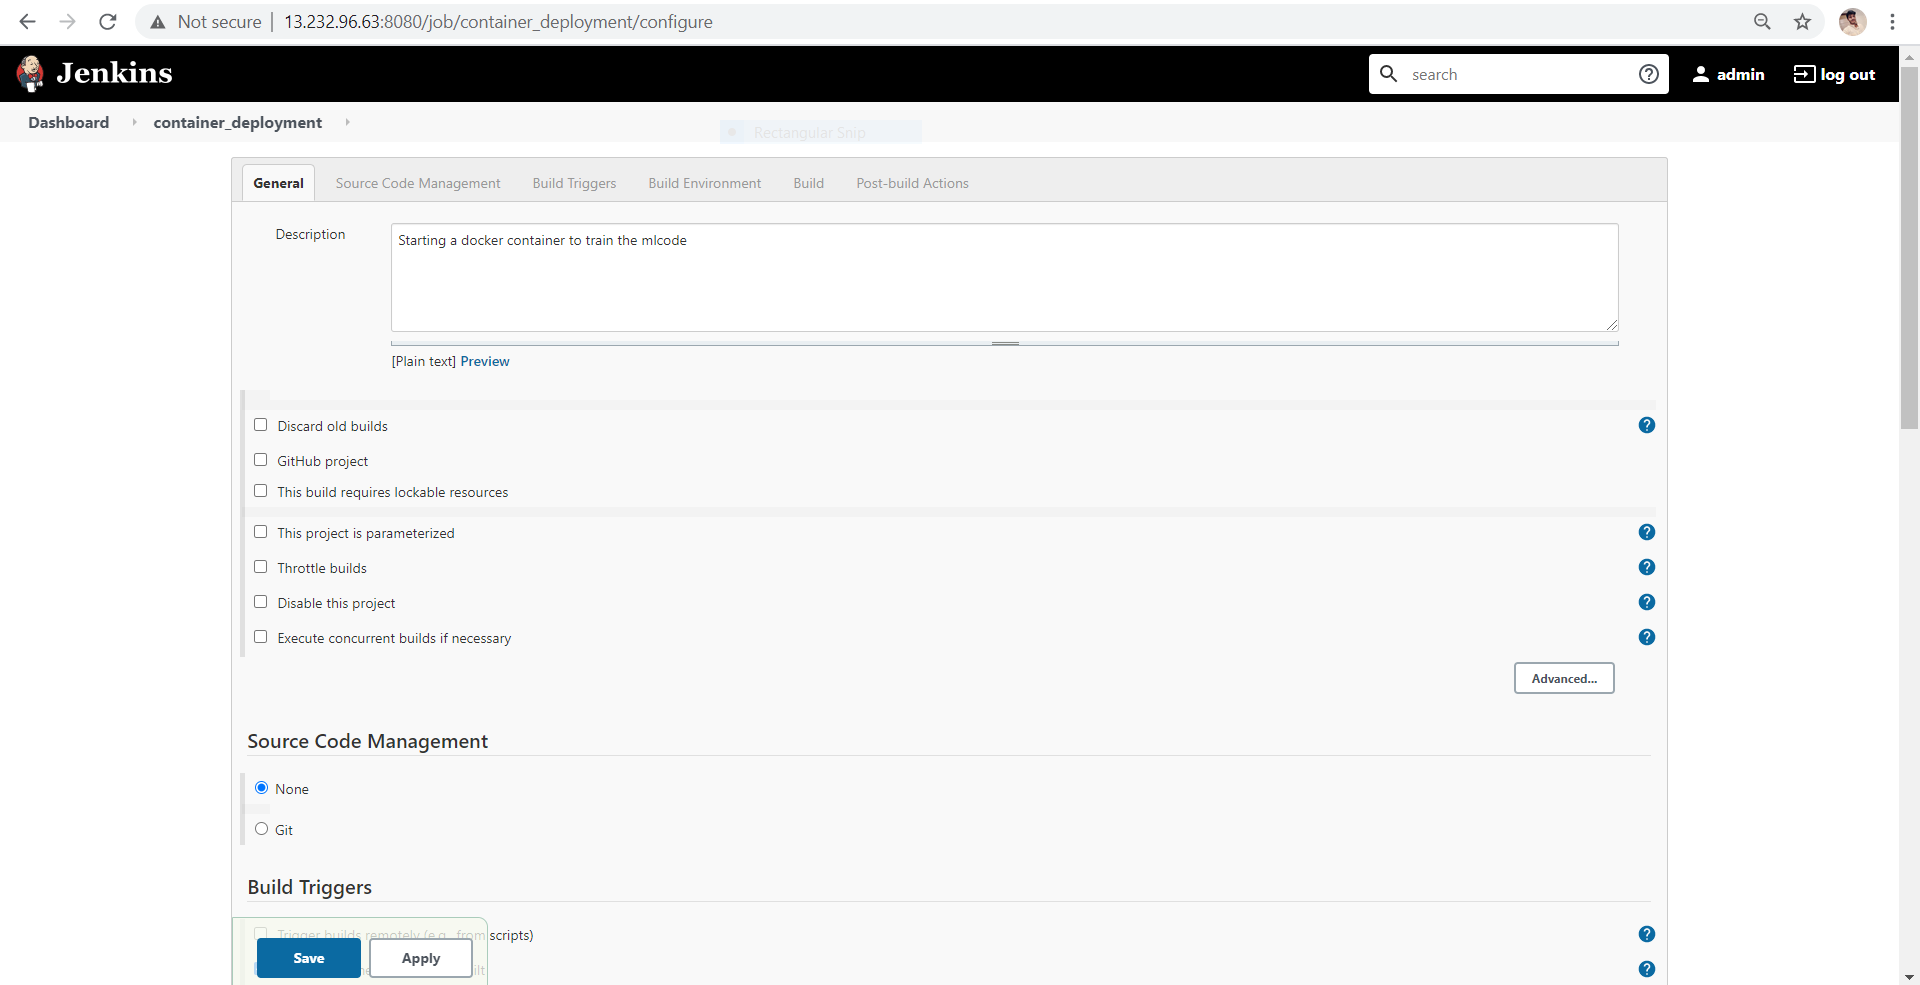 Not secure | 13.232.96.63:8080/job/container_deployment/configure
Jenkins
search
admin
log out
Dashboard
container_deployment
Rectangular Snip
General
Source Code Management
Build Triggers
Build Environment
Build
Post-build Actions
Description
Starting a docker container to train the mlcode
[Plain text] Preview
Discard old builds
GitHub project
This build requires lockable resources
This project is parameterized
Throttle builds
Disable this project
Execute concurrent builds if necessary
Advanced...
Source Code Management
None
Git
Build Triggers
Trigger builds remotely (e.g., from scripts)
Save
Apply